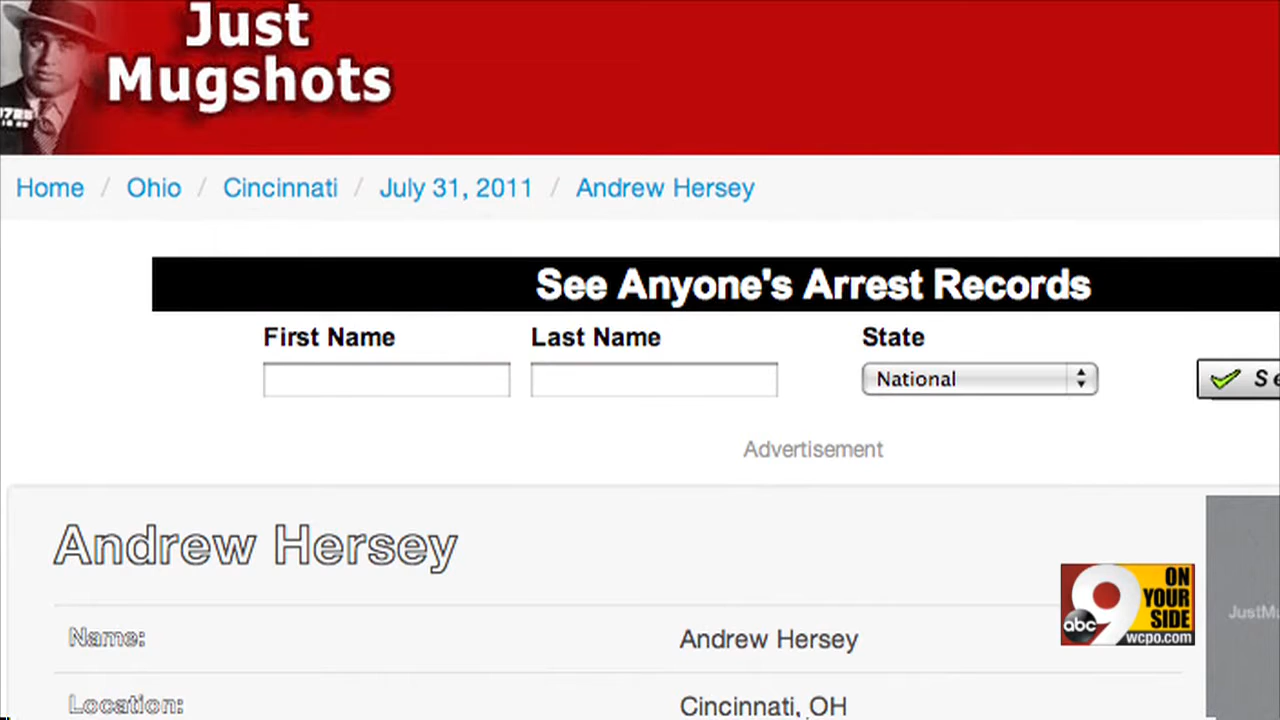 Just
Mugshots
Home / Ohio / Cincinnati / July 31, 2011 / Andrew Hersey
See Anyone's Arrest Records
First Name Last Name State
National
Advertisement
Andrew Hersey
Name: Andrew Hersey
Location: Cincinnati, OH
abc 9 ON
YOUR
SIDE
wcpo.com